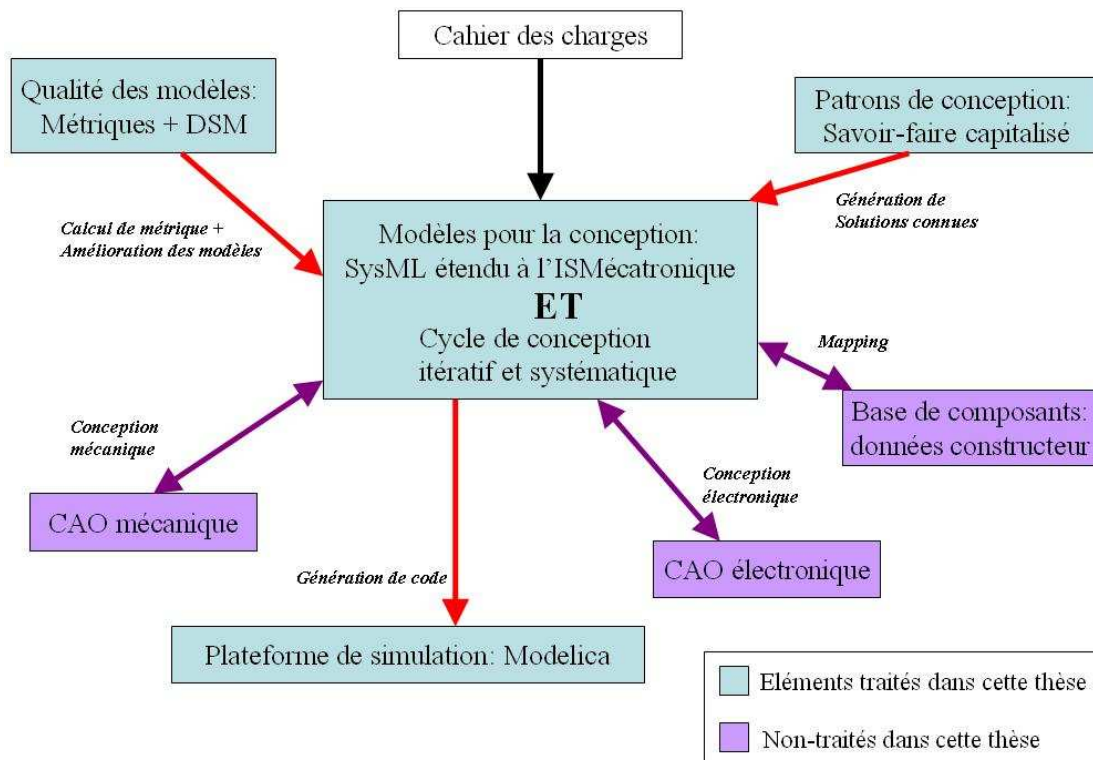 Cahier des charges
Qualité des modèles:
Métriques + DSM
Patrons de conception:
Savoir-faire capitalisé
Calcul de métrique +
Amélioration des modèles
Génération de
Solutions connues
Modèles pour la conception:
SysML étendu à l'ISMécatronique
ET
Cycle de conception
itératif et systématique
Mapping
Base de composants:
données constructeur
Conception
mécanique
Conception
électronique
CAO mécanique
CAO électronique
Génération de code
Plateforme de simulation: Modelica
Eléments traités dans cette thèse
Non-traités dans cette thèse